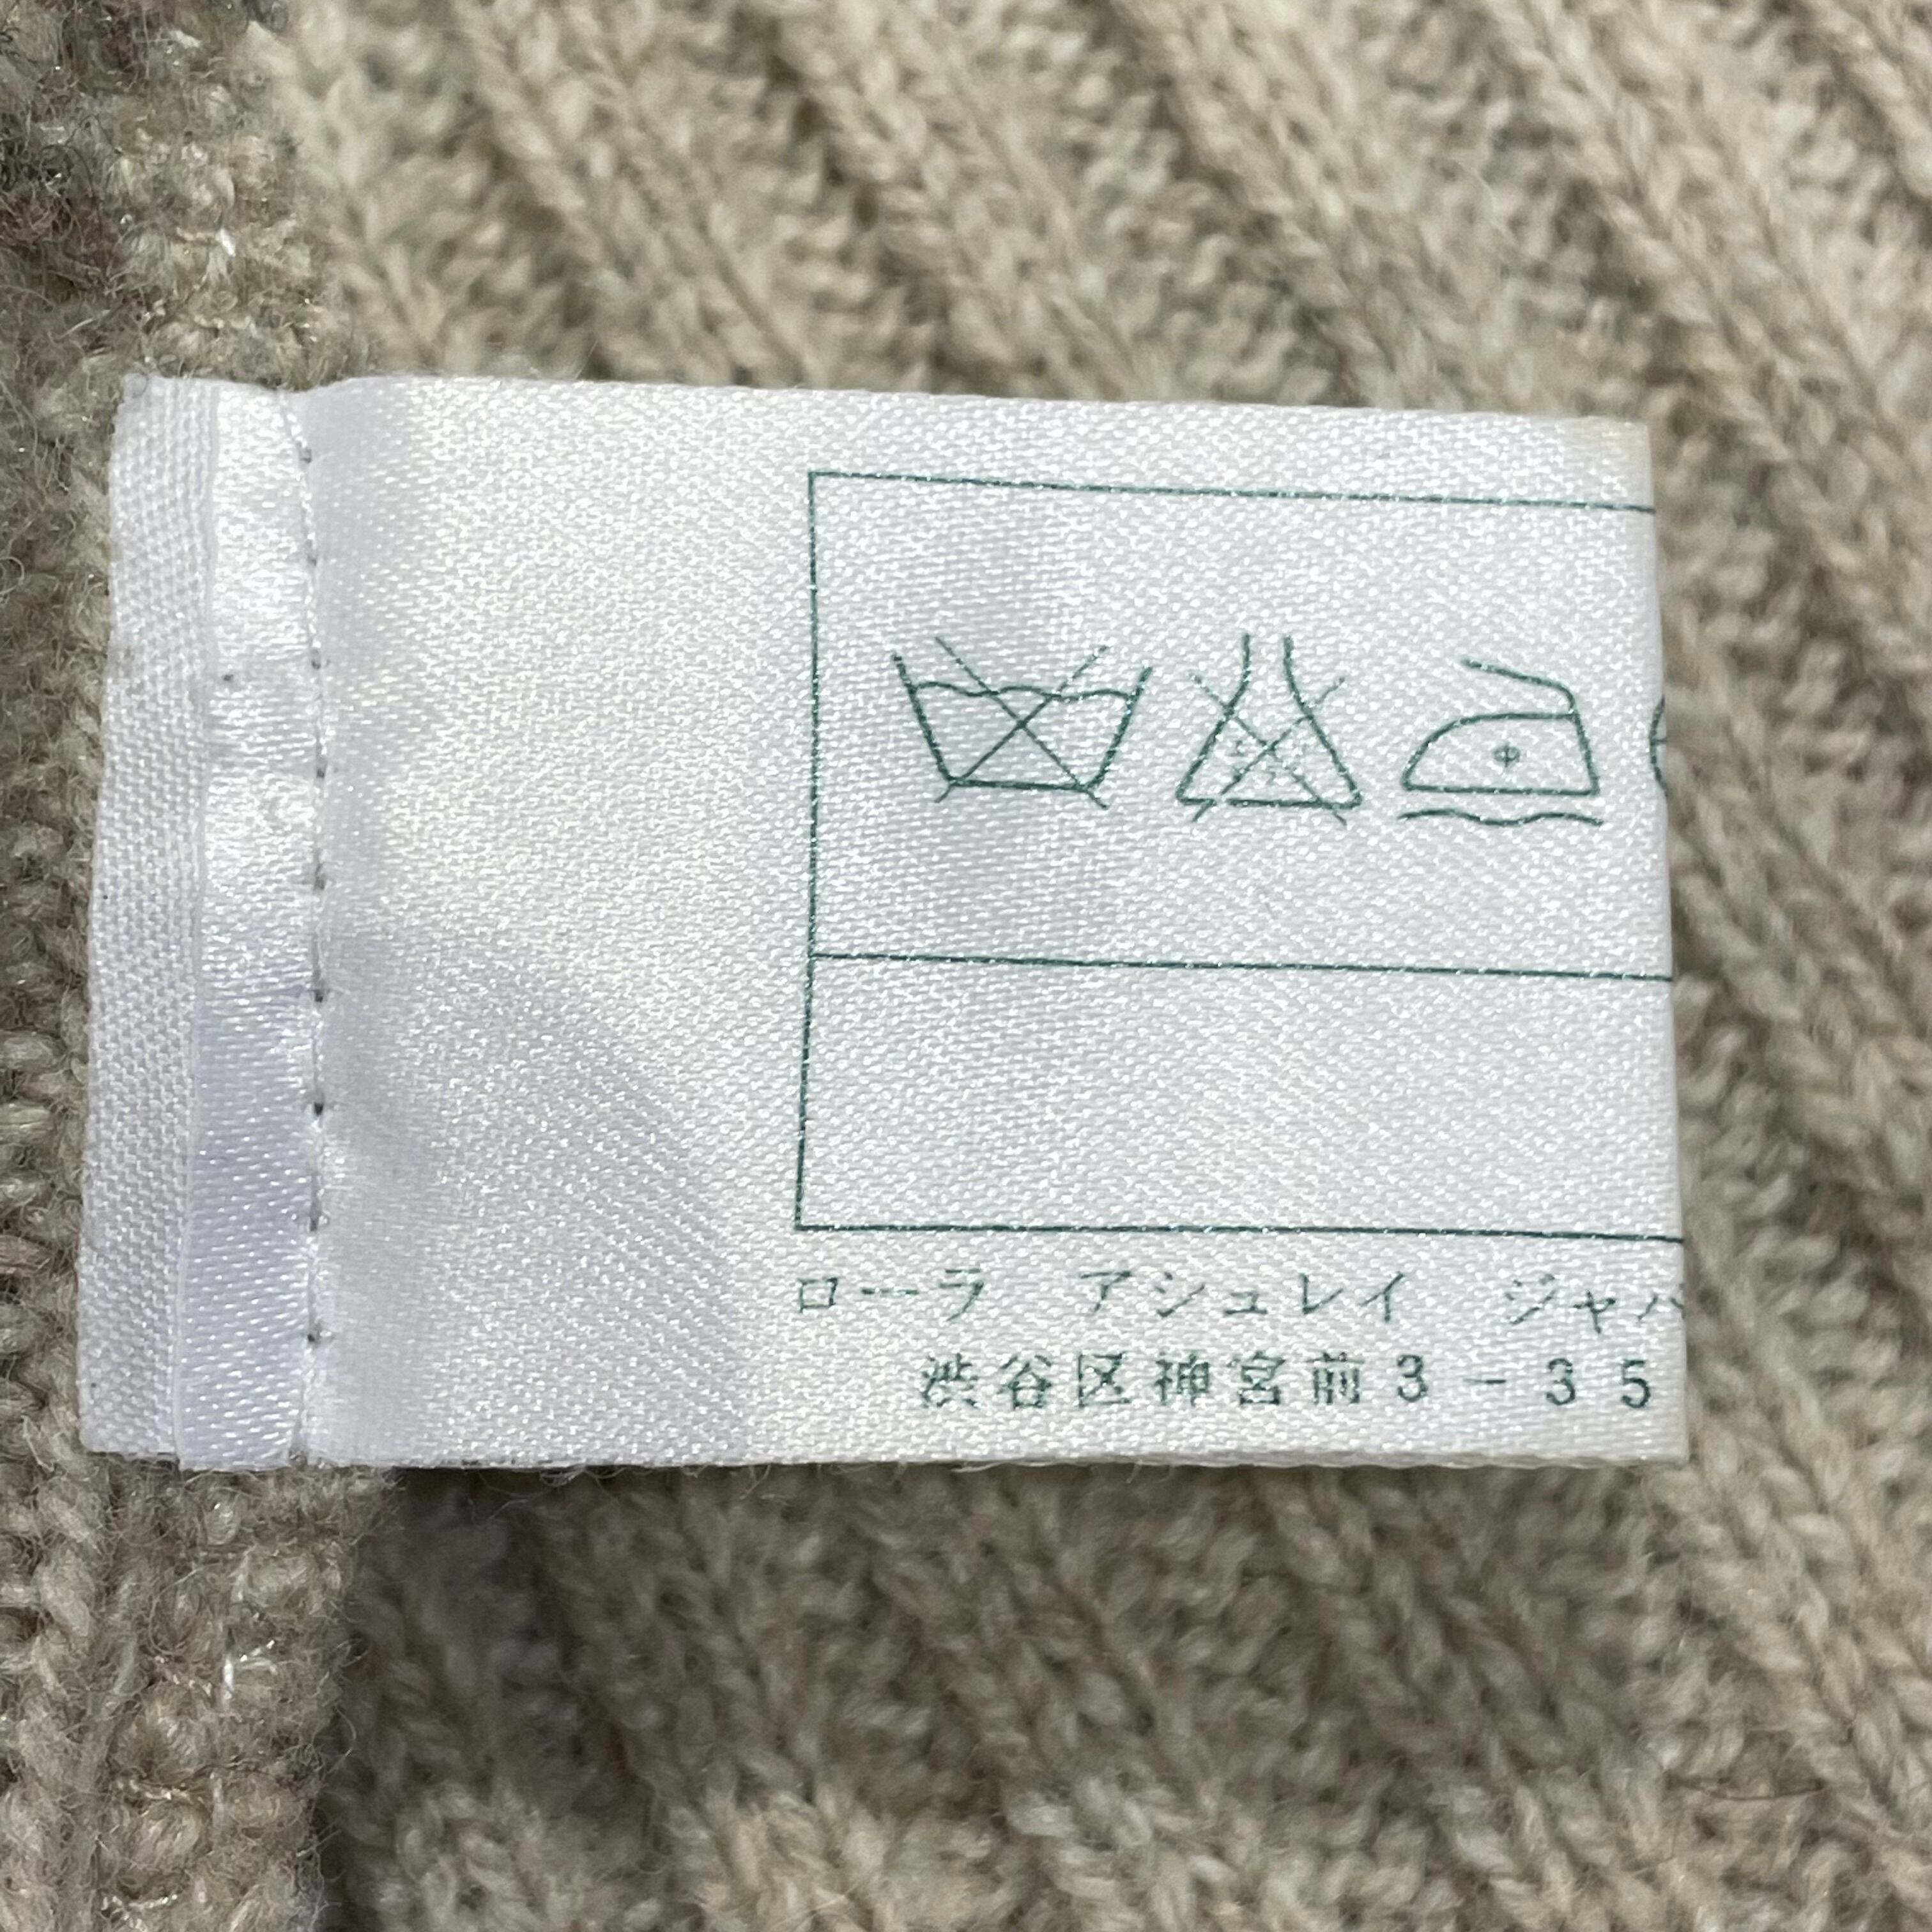 中
ローラ アシュレイ ジャパ
渋谷区神宮前3-35